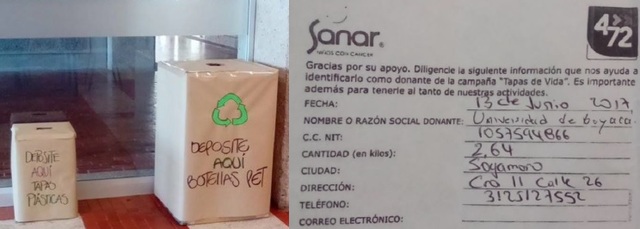 DEPOSITE
AQUÍ
TAPAS
PLÁSTICAS
DEPOSITE
AQUÍ
BOTELLAS PET
Sanar
NIÑOS CON CANCER
4-72
Gracias por su apoyo. Diligencie la siguiente información que nos ayuda a
identificarlo como donante de la campaña "Tapas de Vida". Es importante
además para tenerle al tanto de nuestras actividades.
FECHA: 13 de Junio 2017
NOMBRE O RAZÓN SOCIAL DONANTE: Universidad de Boyacá
C.C. NIT: 1057594866
CANTIDAD (en kilos): 2,64
CIUDAD: Sogamoso
DIRECCIÓN: Cra 11 Calle 26
TELÉFONO: 3125127552
CORREO ELECTRÓNICO: